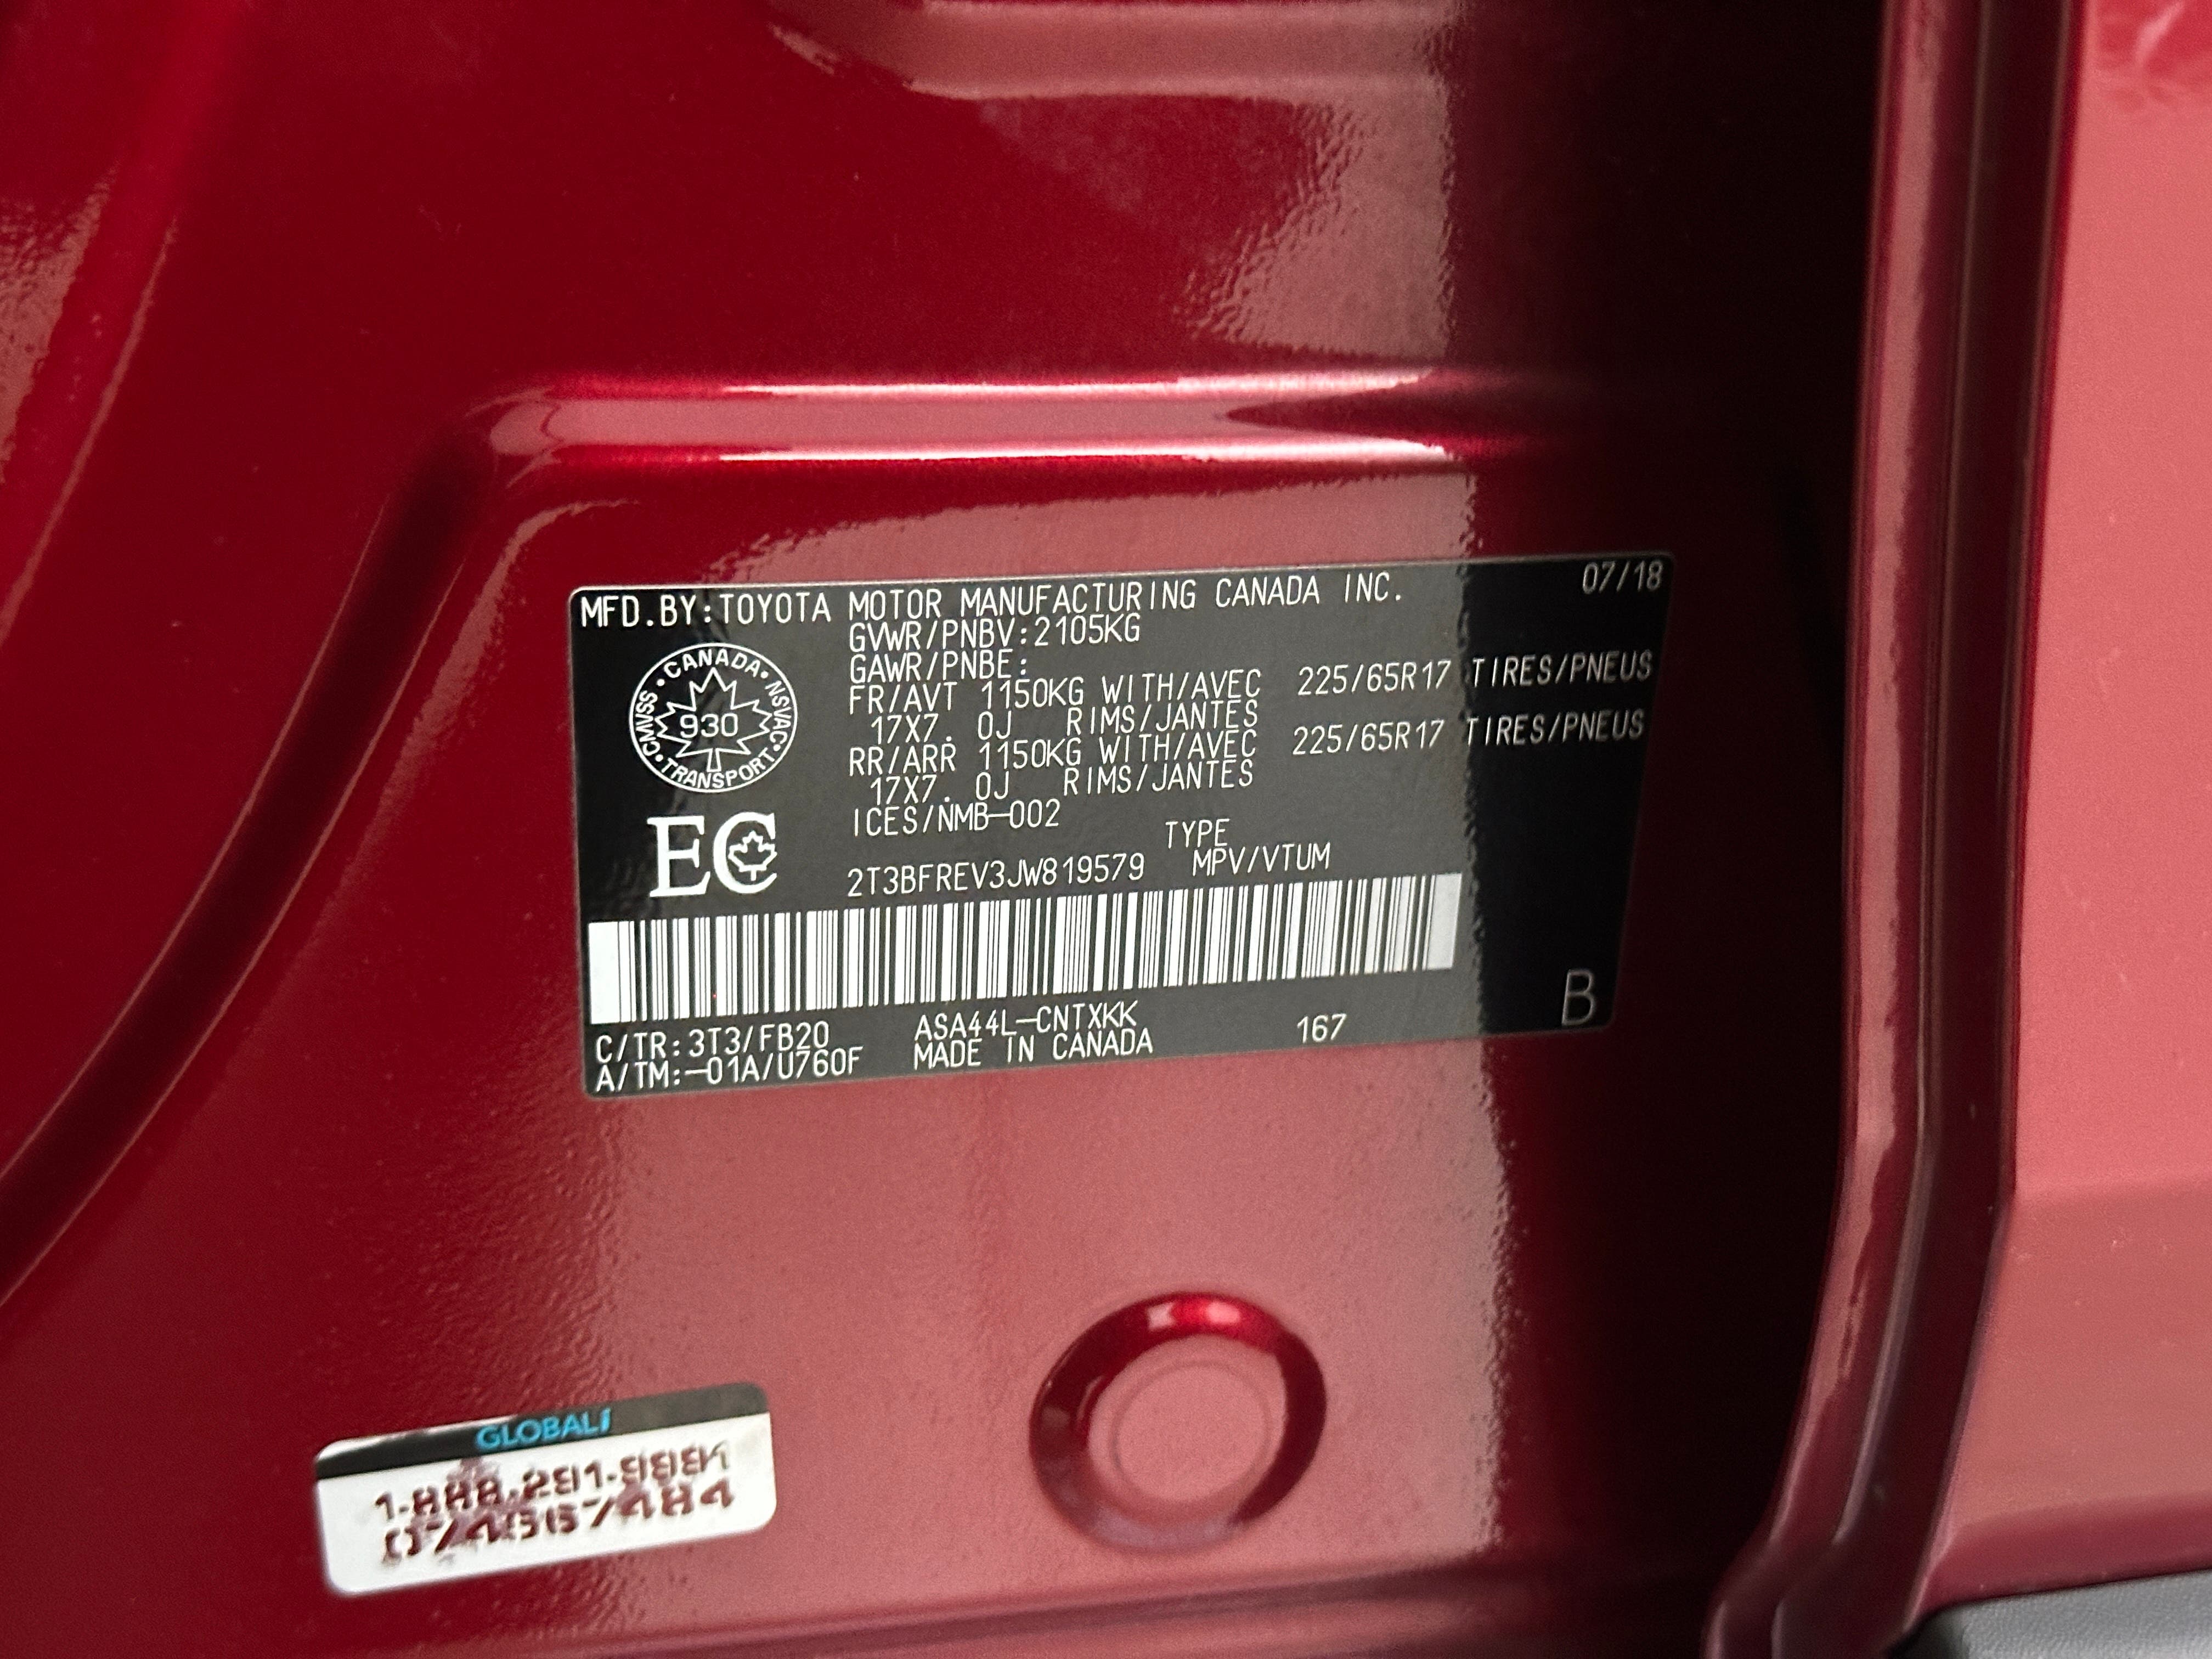 MFD.BY:TOYOTA MOTOR MANUFACTURING CANADA INC. 07/18
GVWR/PNBV:2105KG
GAWR/PNBE:
FR/AVT 1150KG WITH/AVEC 225/65R17 TIRES/PNEUS
17X7. 0J RIMS/JANTES
RR/ARR 1150KG WITH/AVEC 225/65R17 TIRES/PNEUS
17X7. 0J RIMS/JANTES
ICES/NMB-002
CANADA • NSVAC • TRANSPORT • CMVSS •
930
EC
TYPE
2T3BFREV3JW819579 MPV/VTUM
C/TR:3T3/FB20 ASA44L-CNTXKK 167 B
A/TM:-01A/U760F MADE IN CANADA
GLOBALi